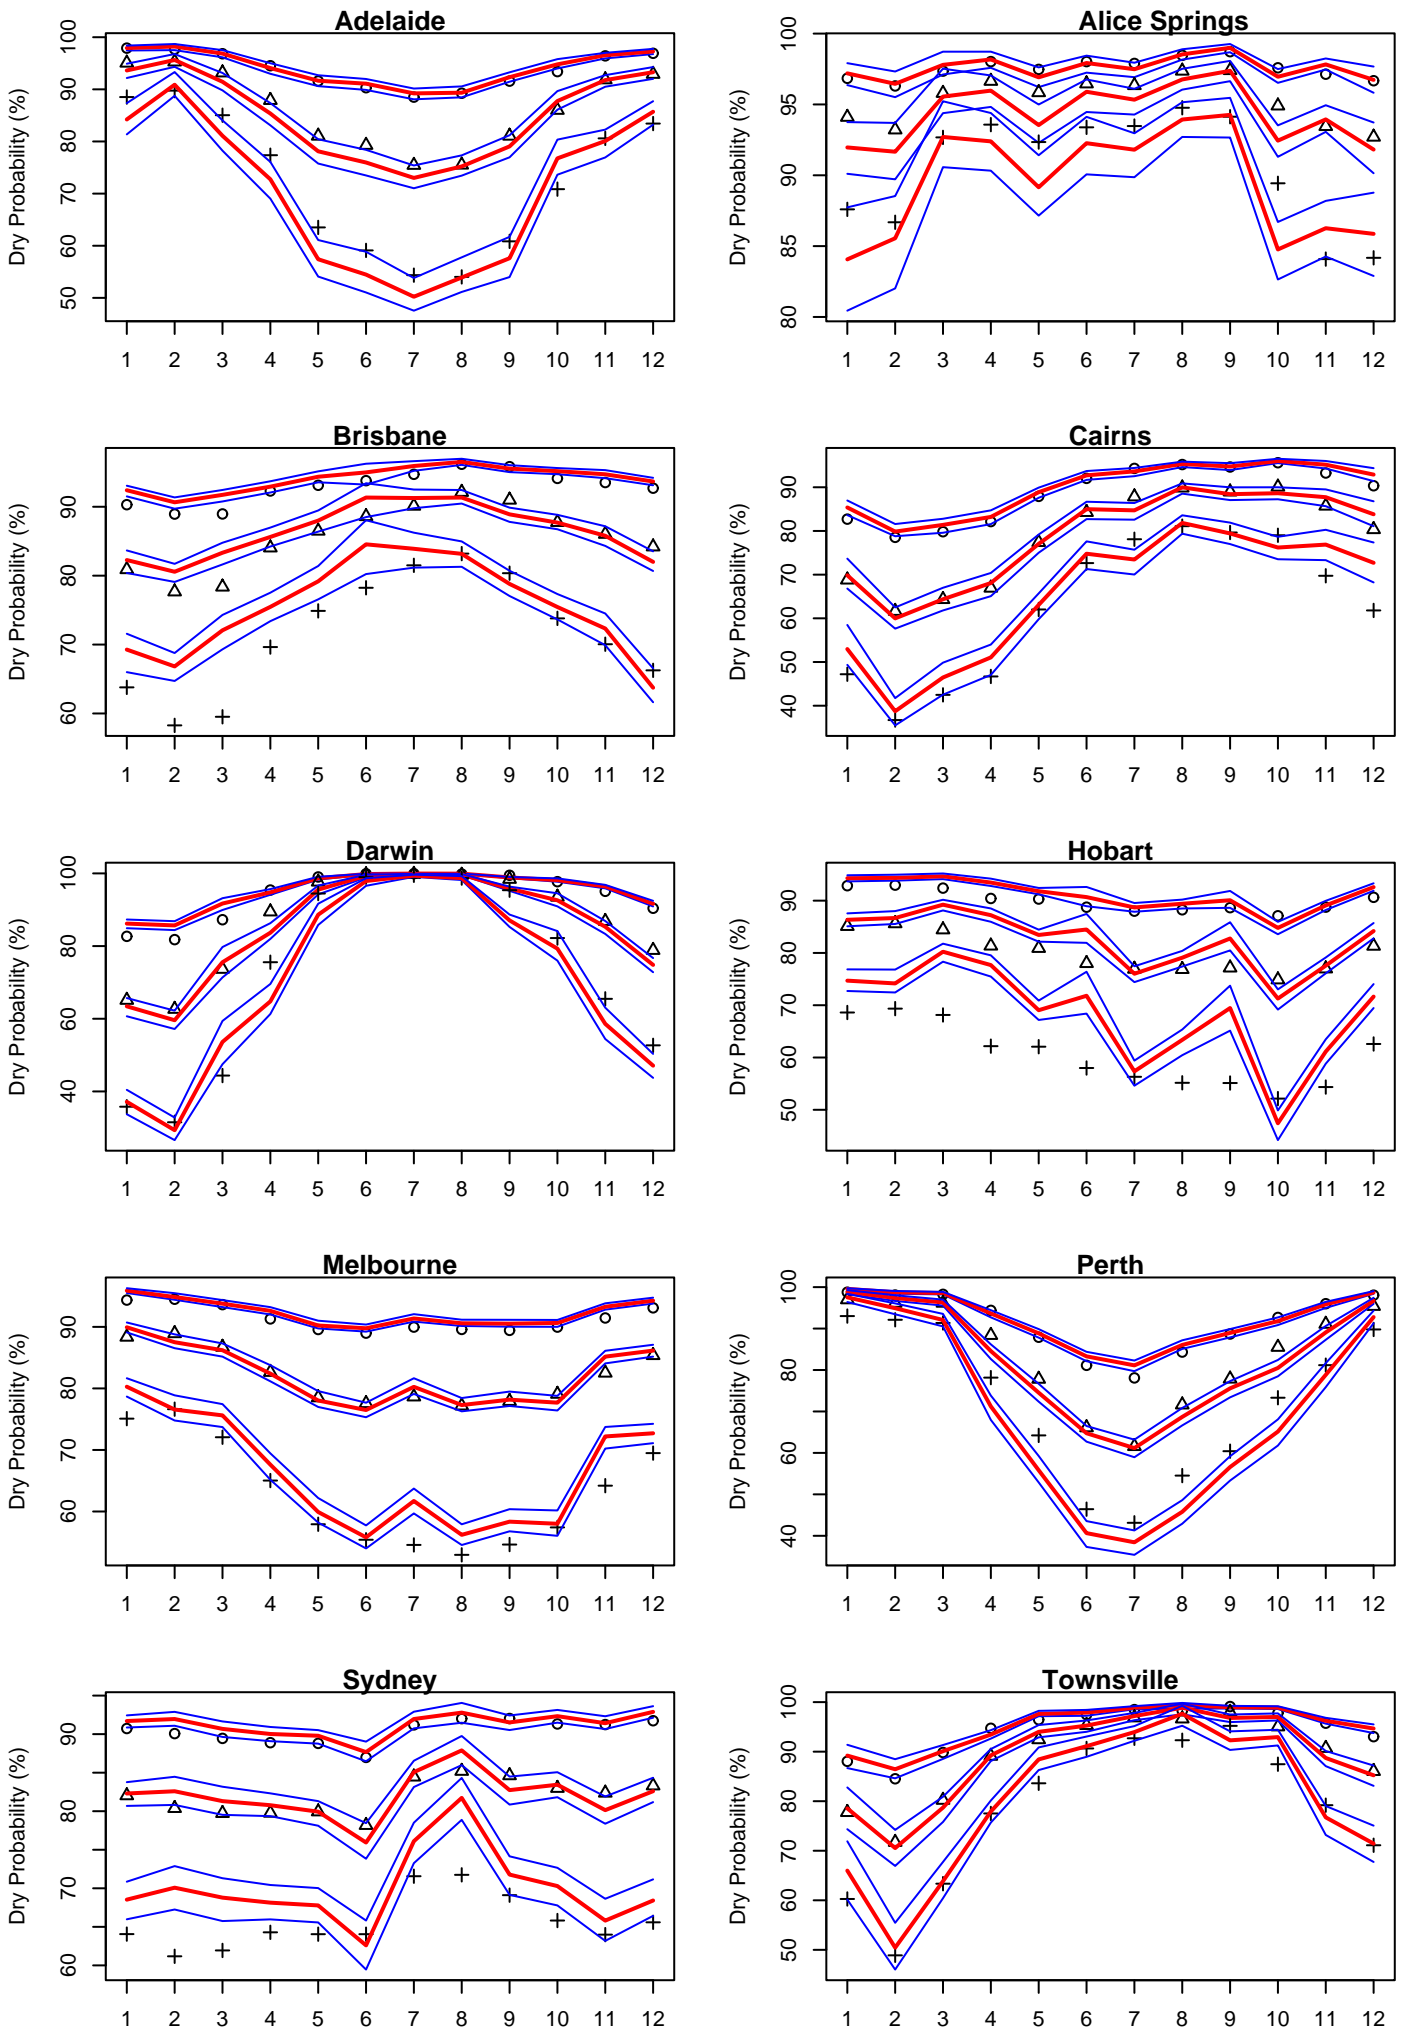 Adelaide
Dry Probability (%)
50 60 70 80 90 100
1 2 3 4 5 6 7 8 9 10 11 12
Alice Springs
Dry Probability (%)
80 85 90 95 100
1 2 3 4 5 6 7 8 9 10 11 12
Brisbane
Dry Probability (%)
60 70 80 90
1 2 3 4 5 6 7 8 9 10 11 12
Cairns
Dry Probability (%)
40 50 60 70 80 90
1 2 3 4 5 6 7 8 9 10 11 12
Darwin
Dry Probability (%)
40 60 80 100
1 2 3 4 5 6 7 8 9 10 11 12
Hobart
Dry Probability (%)
50 60 70 80 90
1 2 3 4 5 6 7 8 9 10 11 12
Melbourne
Dry Probability (%)
60 70 80 90
1 2 3 4 5 6 7 8 9 10 11 12
Perth
Dry Probability (%)
40 60 80 100
1 2 3 4 5 6 7 8 9 10 11 12
Sydney
Dry Probability (%)
60 70 80 90
1 2 3 4 5 6 7 8 9 10 11 12
Townsville
Dry Probability (%)
50 60 70 80 90 100
1 2 3 4 5 6 7 8 9 10 11 12